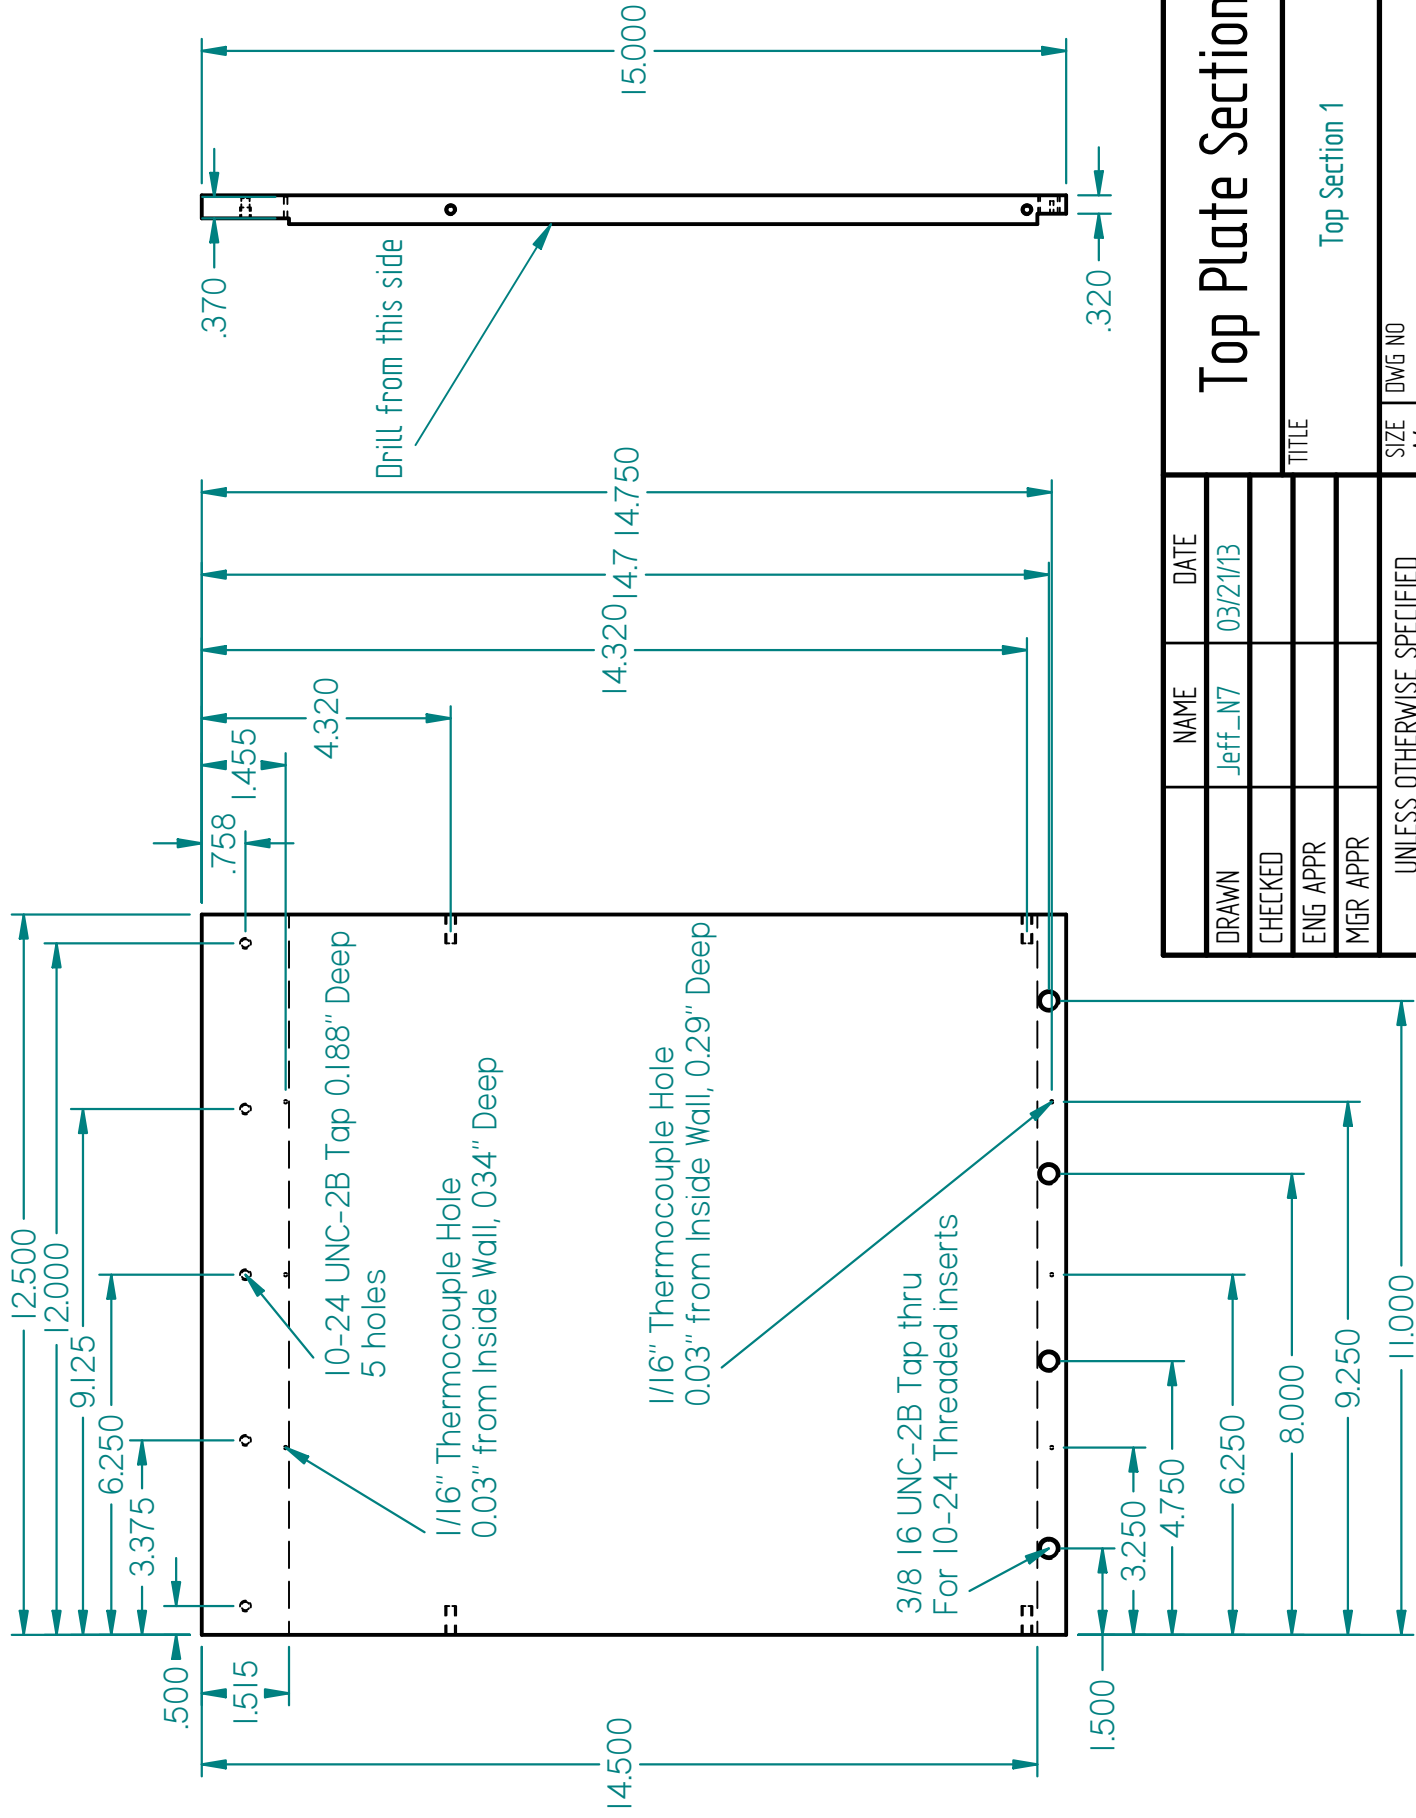 12.500
12.000
9.125
6.250
3.375
.500
1.515
14.500
.758
1.455
4.320
14.320
14.7
14.750
10-24 UNC-2B Tap 0.188" Deep
5 holes
1/16" Thermocouple Hole
0.03" from Inside Wall, 034" Deep
1/16" Thermocouple Hole
0.03" from Inside Wall, 0.29" Deep
3/8 16 UNC-2B Tap thru
For 10-24 Threaded inserts
1.500
3.250
4.750
6.250
8.000
9.250
11.000
.370
15.000
Drill from this side
.320
NAME DATE
DRAWN Jeff_N7 03/21/13
CHECKED
ENG APPR
MGR APPR
UNLESS OTHERWISE SPECIFIED
Top Plate Section
TITLE
Top Section 1
SIZE DWG NO